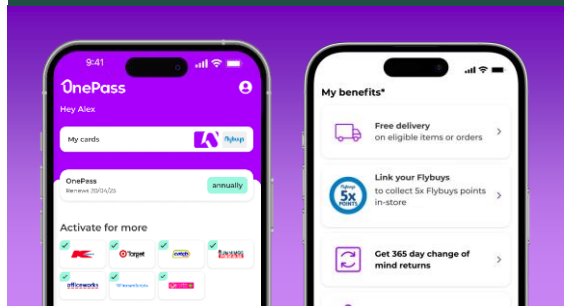 9:41
OnePass
Hey Alex
My cards
flybuys
OnePass
Renews 20/04/25
annually
Activate for more
Kmart
Target
catch
officeworks
My benefits*
Free delivery
on eligible items or orders
flybuys
5x
POINTS
Link your Flybuys
to collect 5x Flybuys points
in-store
Get 365 day change of
mind returns